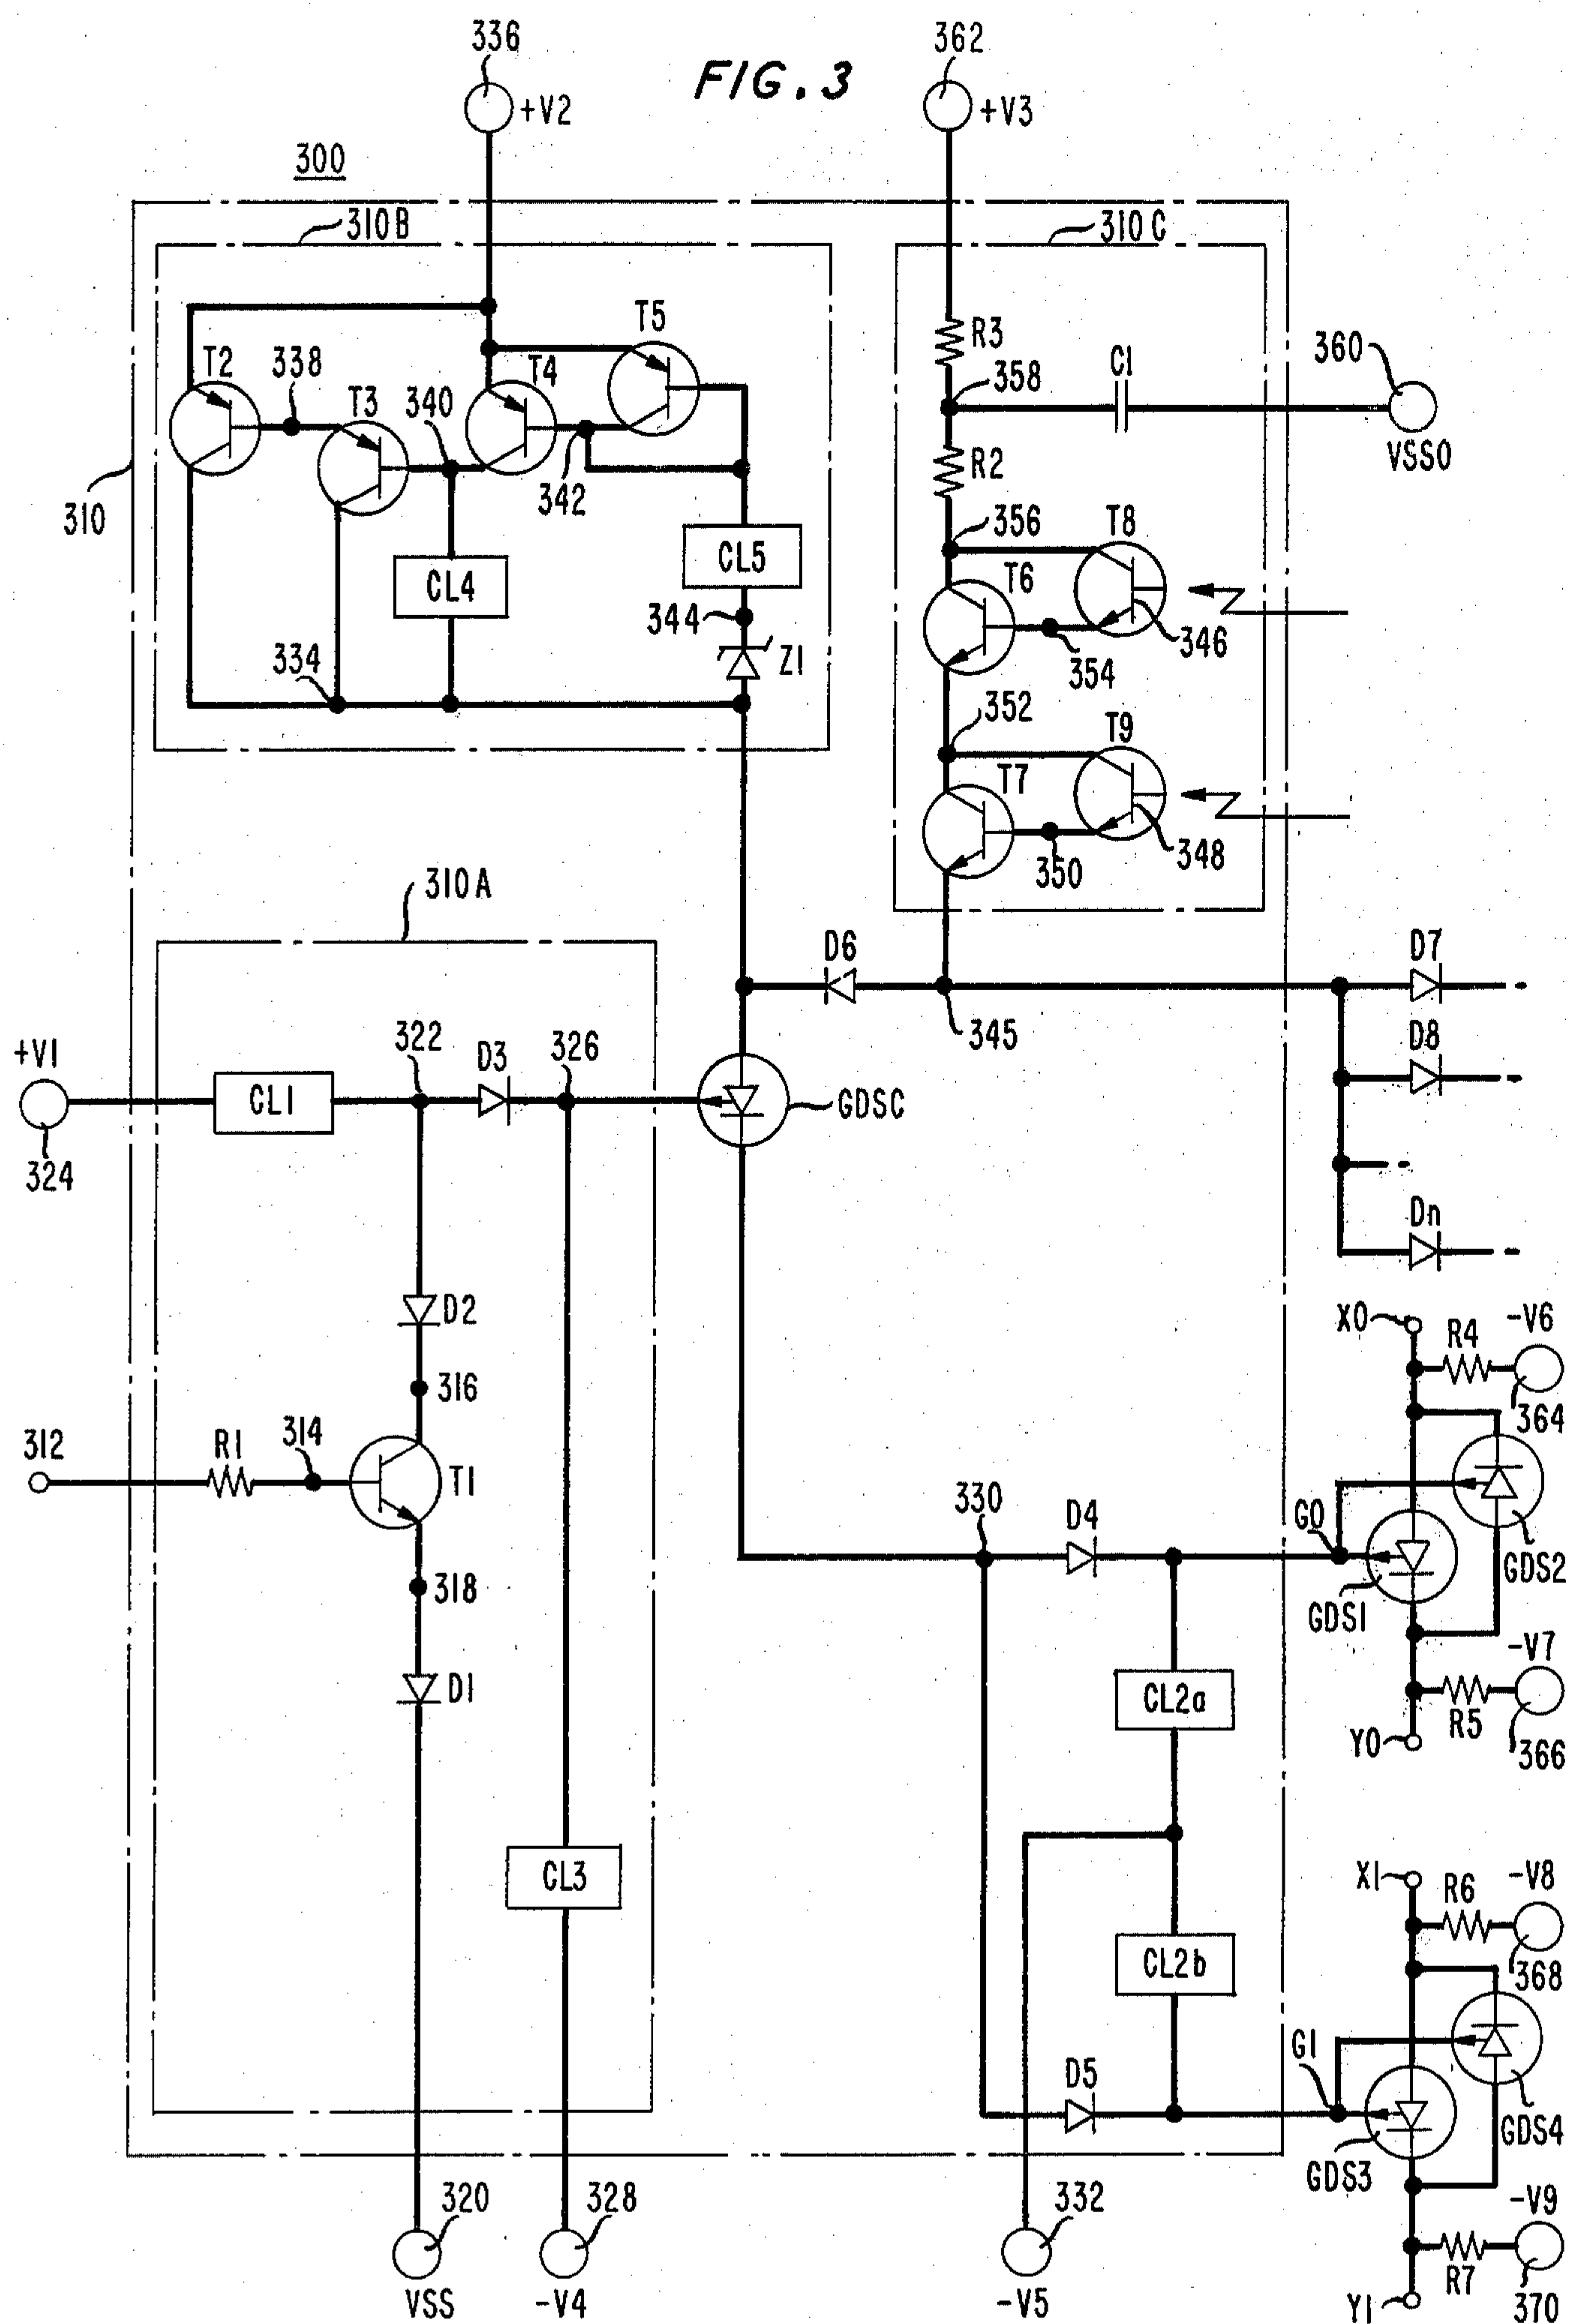 336
362
FIG. 3
+V2
+V3
300
310B
310C
T5
R3
C1
360
T2
338
T4
358
T3
340
R2
VSSO
342
310
356
T8
CL5
T6
CL4
344
346
354
Z1
334
352
T9
T7
348
350
310A
D6
D7
345
+V1
322
D3
326
D8
CL1
GDSC
324
Dn
X0
-V6
D2
R4
316
364
312
R1
314
T1
330
D4
G0
GDS2
318
GDS1
-V7
D1
CL2a
R5
Y0
366
CL3
X1
R6
-V8
CL2b
368
G1
D5
GDS4
GDS3
320
328
332
-V9
R7
VSS
-V4
-V5
Y1
370